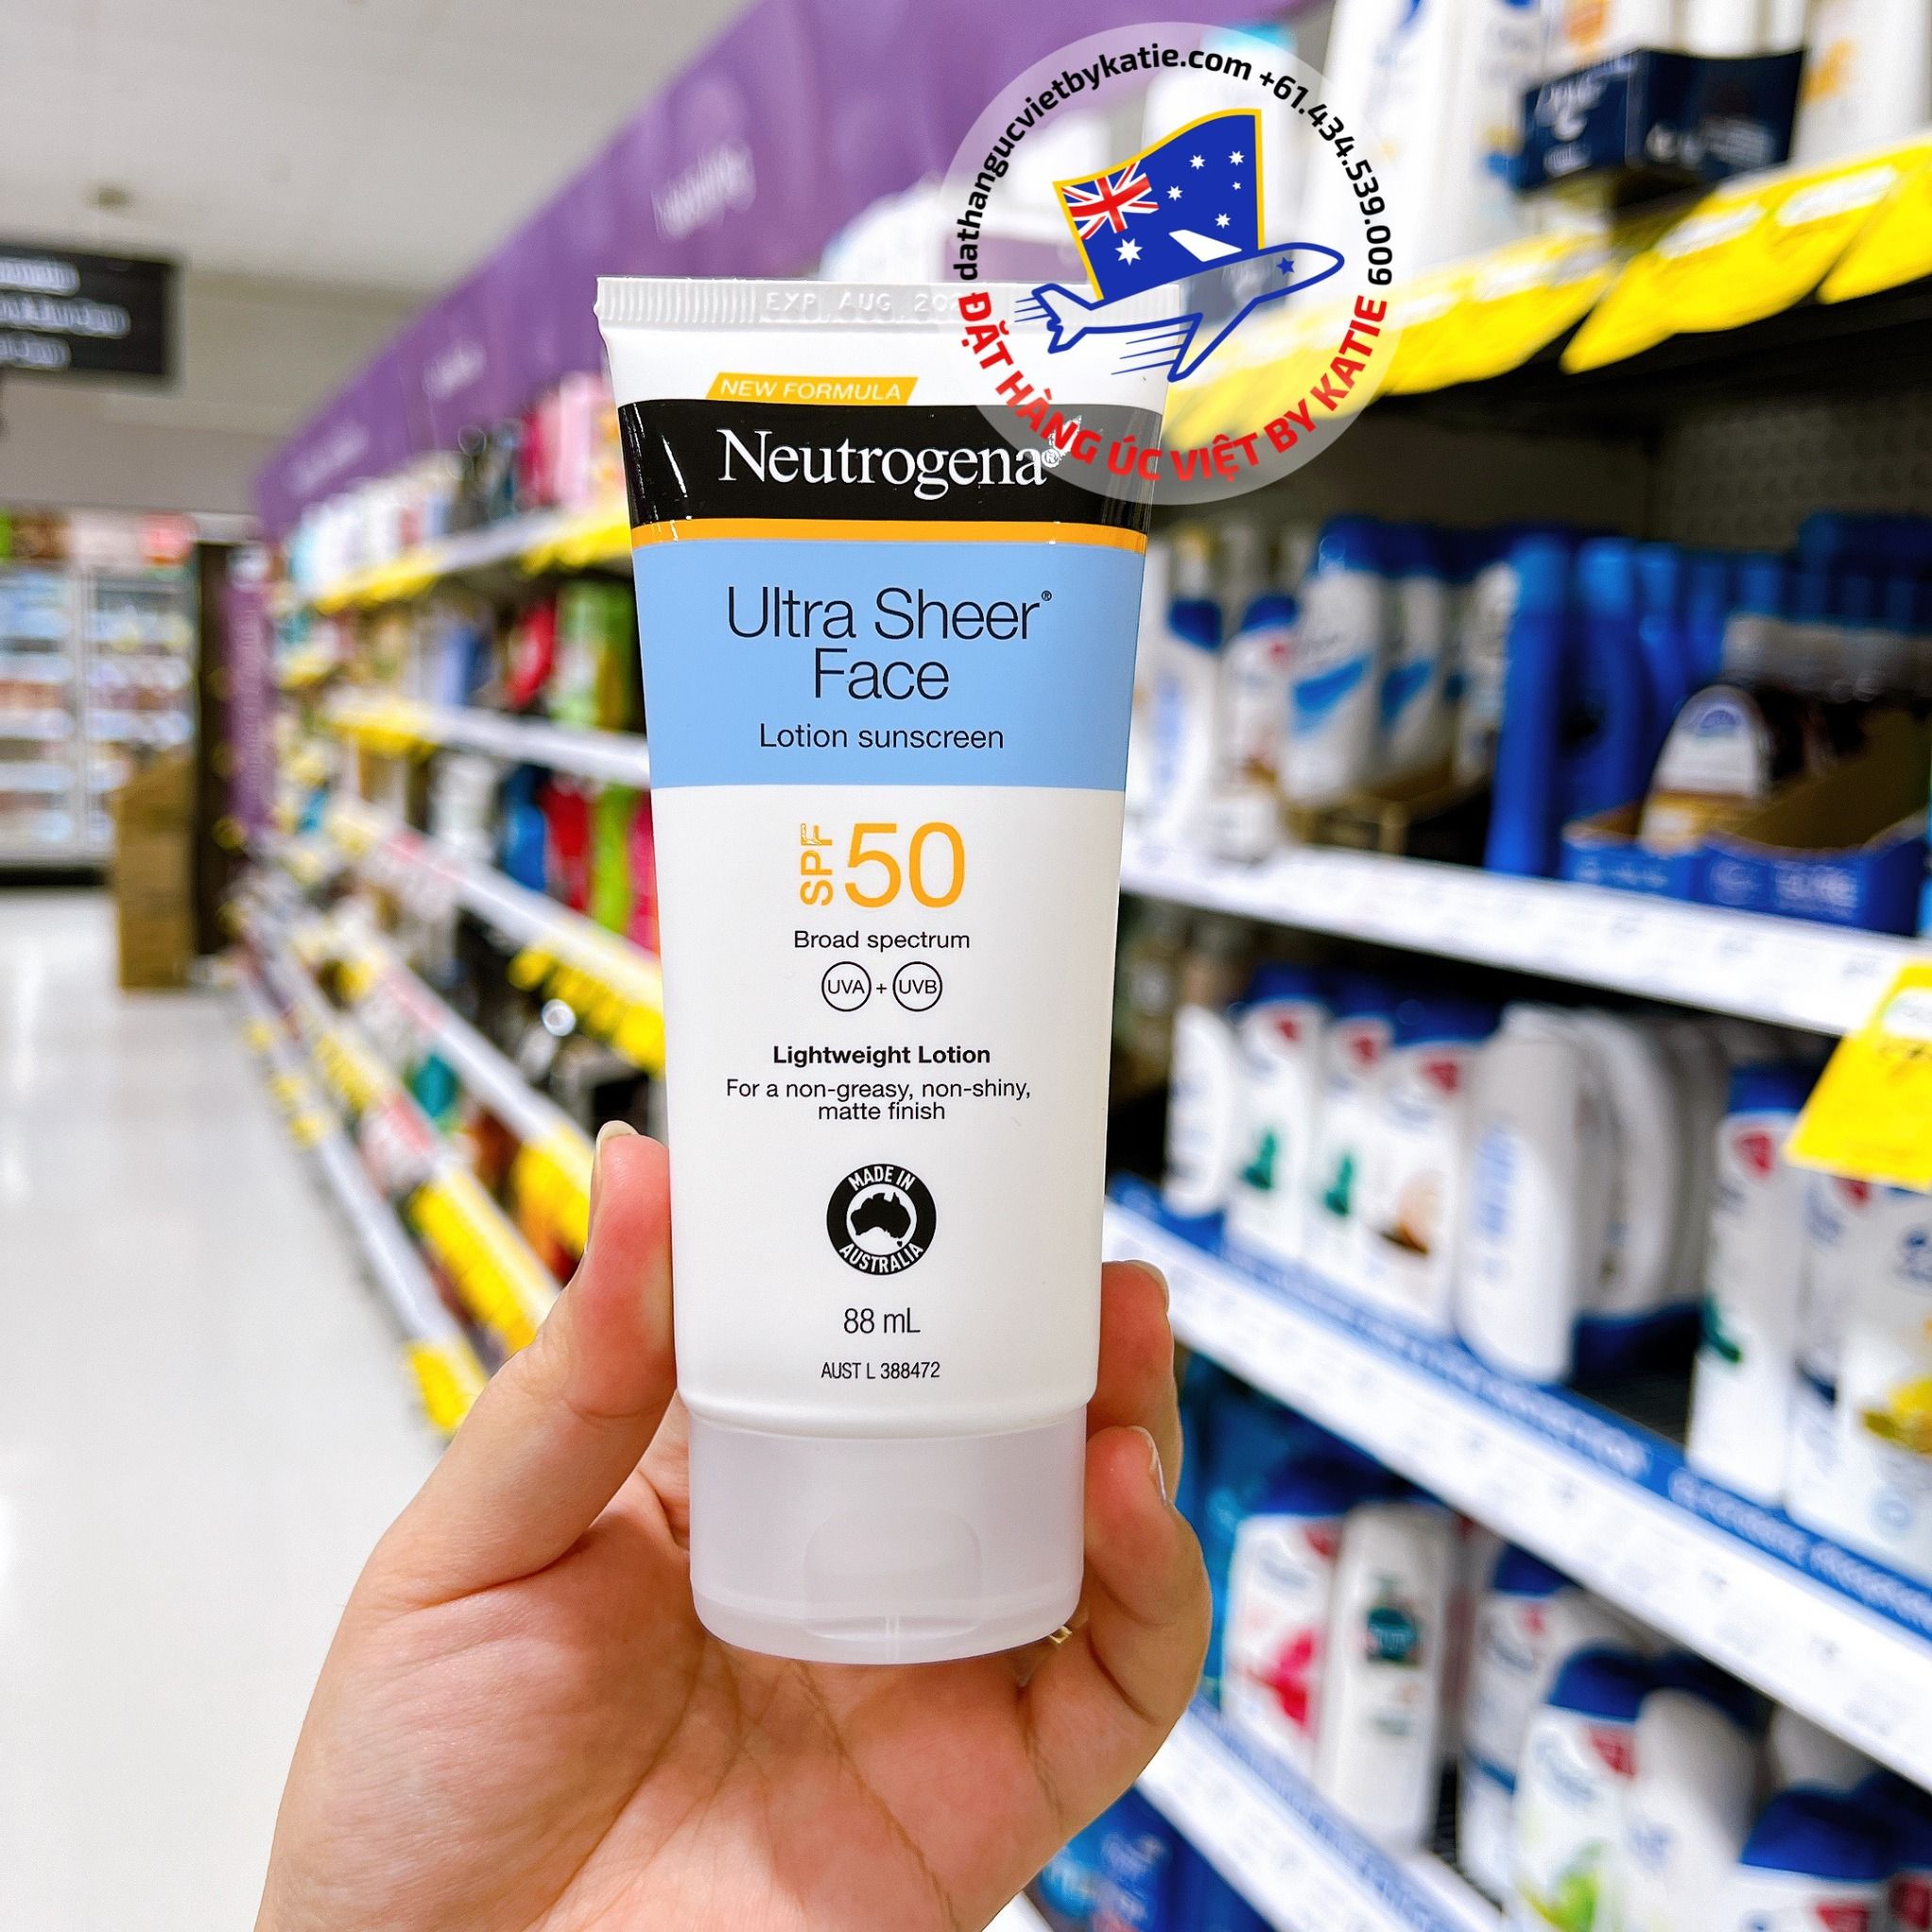 dathangucvietbykatie.com +61.434.539.009
ĐẶT HÀNG ÚC VIỆT BY KATIE
EXP AUG
NEW FORMULA
Neutrogena®
Ultra Sheer®
Face
Lotion sunscreen
SPF 50
Broad spectrum
UVA + UVB
Lightweight Lotion
For a non-greasy, non-shiny,
matte finish
MADE IN
AUSTRALIA
88 mL
AUST L 388472